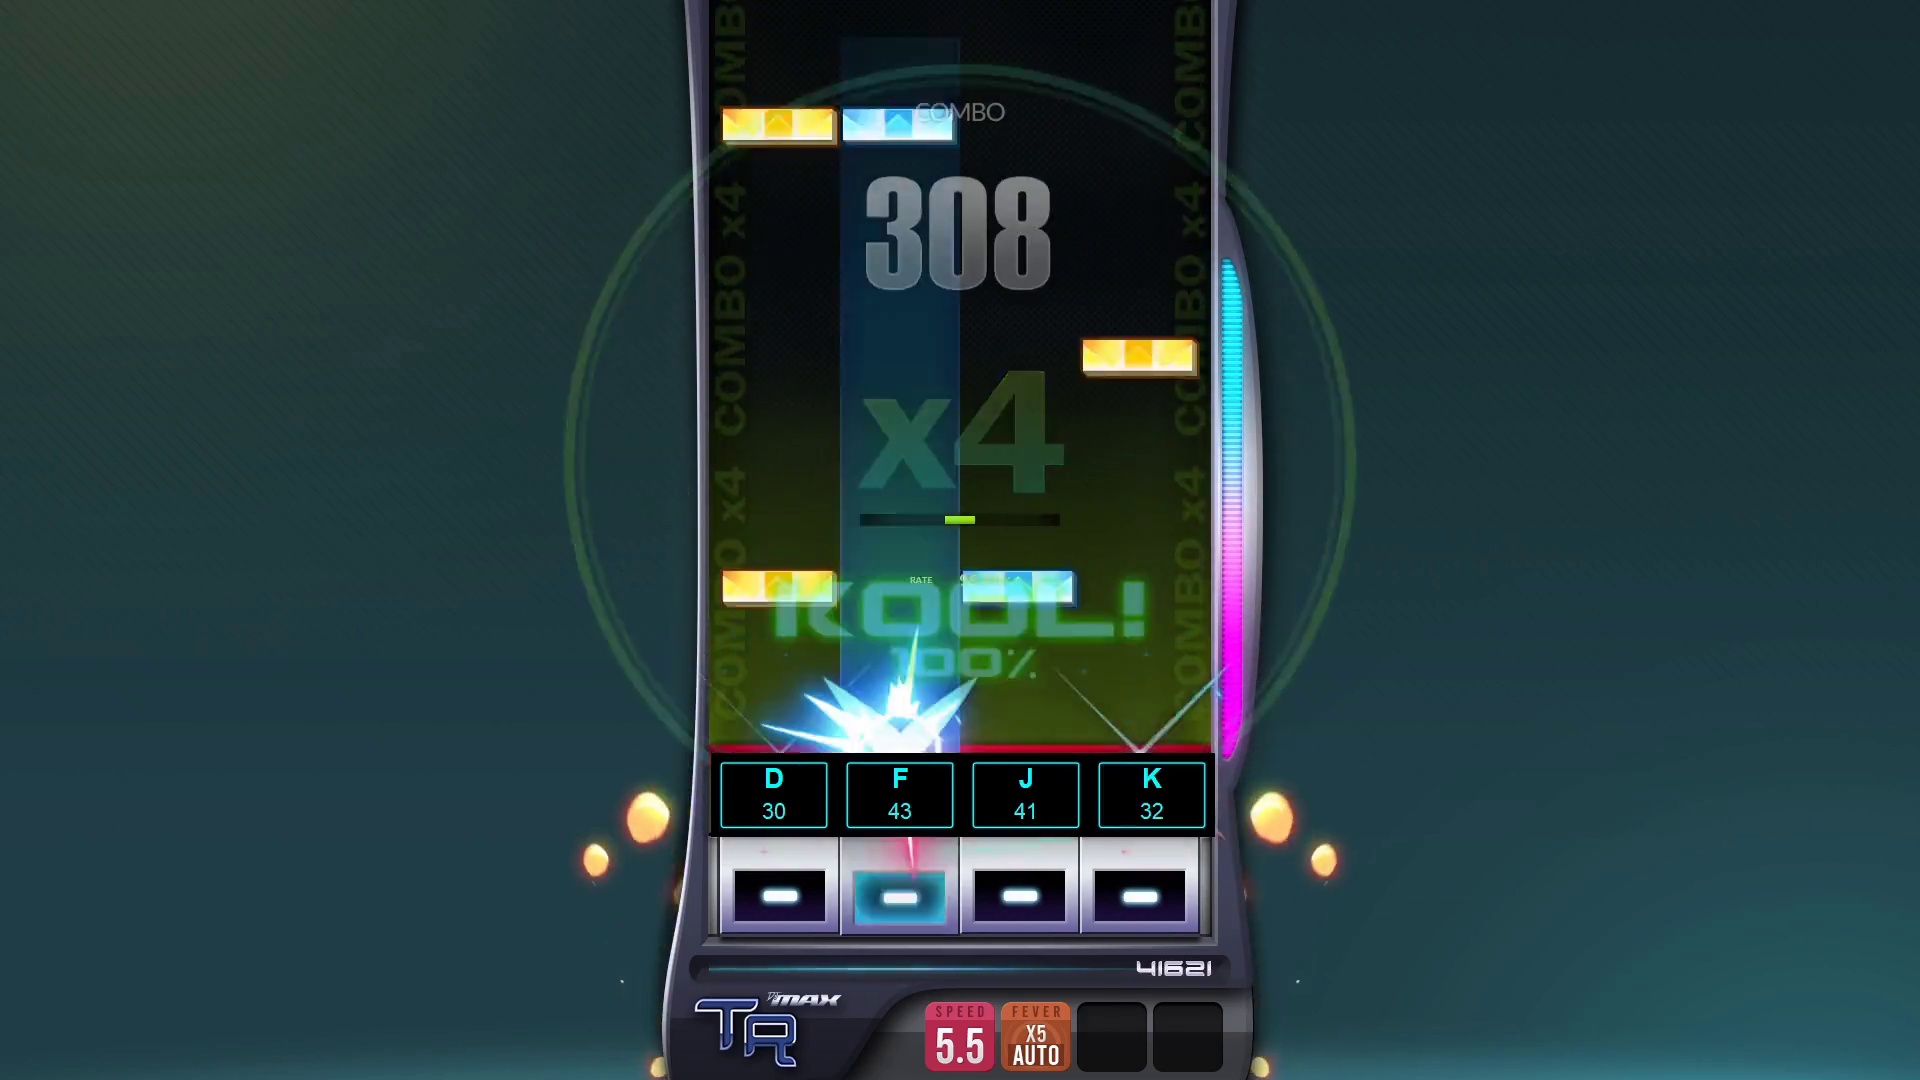 COMBO
308
x4
COMBO x4 COMBO x4 COMBO
COMBO x4 COMBO x4 COMBO
RATE
KOOL!
100%
D F J K
30 43 41 32
41621
MAX
TR
SPEED FEVER
5.5 X5
AUTO